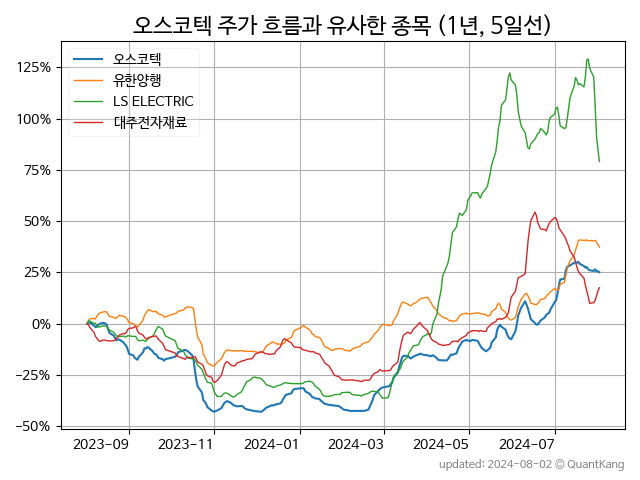 오스코텍 주가 흐름과 유사한 종목 (1년, 5일선)
오스코텍
유한양행
LS ELECTRIC
대주전자재료
125%
100%
75%
50%
25%
0%
−25%
−50%
2023−09
2023−11
2024−01
2024−03
2024−05
2024−07
updated: 2024-08-02 © QuantKang